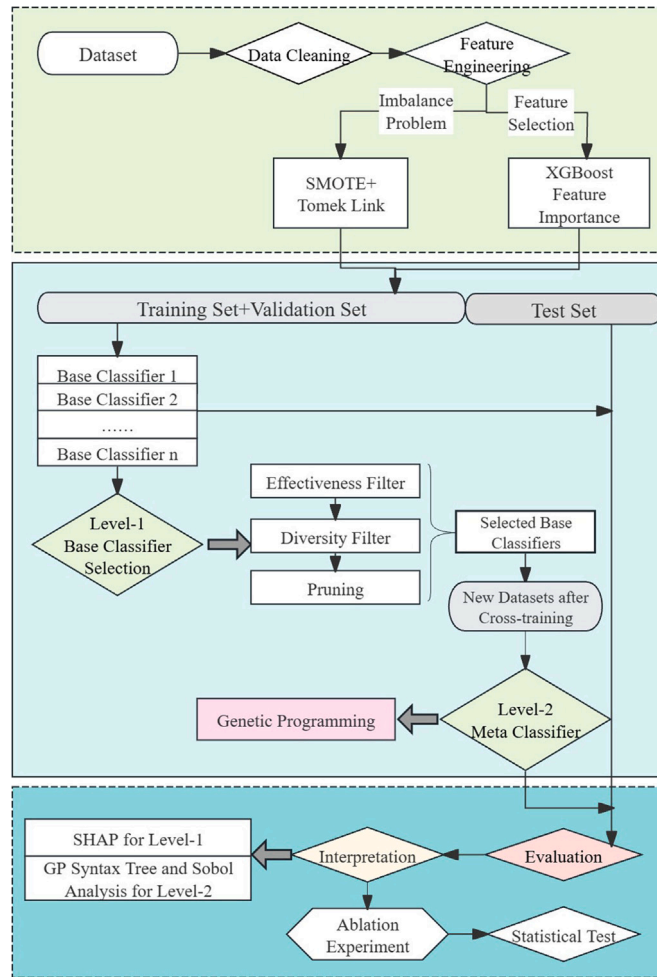 Dataset
Data Cleaning
Feature
Engineering
Imbalance
Problem
Feature
Selection
SMOTE+
Tomek Link
XGBoost
Feature
Importance
Training Set+Validation Set
Test Set
Base Classifier 1
Base Classifier 2
......
Base Classifier n
Level-1
Base Classifier
Selection
Effectiveness Filter
Diversity Filter
Pruning
Selected Base
Classifiers
New Datasets after
Cross-training
Level-2
Meta Classifier
Genetic Programming
SHAP for Level-1
GP Syntax Tree and Sobol
Analysis for Level-2
Interpretation
Evaluation
Ablation
Experiment
Statistical Test